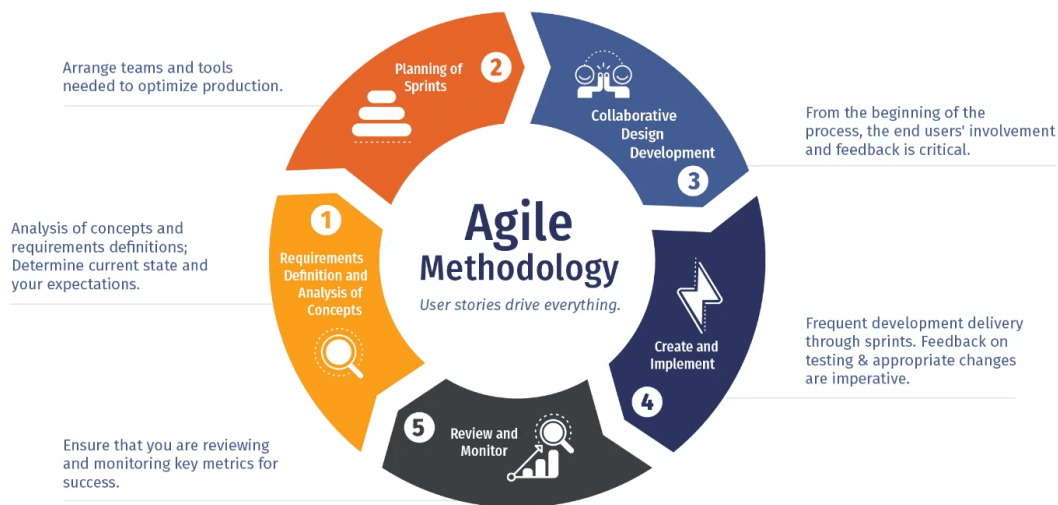 Agile
Methodology
User stories drive everything.
1
Requirements
Definition and
Analysis of
Concepts
Analysis of concepts and
requirements definitions;
Determine current state and
your expectations.
2
Planning of
Sprints
Arrange teams and tools
needed to optimize production.
Collaborative
Design
Development
3
From the beginning of the
process, the end users' involvement
and feedback is critical.
Create and
Implement
4
Frequent development delivery
through sprints. Feedback on
testing & appropriate changes
are imperative.
5
Review and
Monitor
Ensure that you are reviewing
and monitoring key metrics for
success.